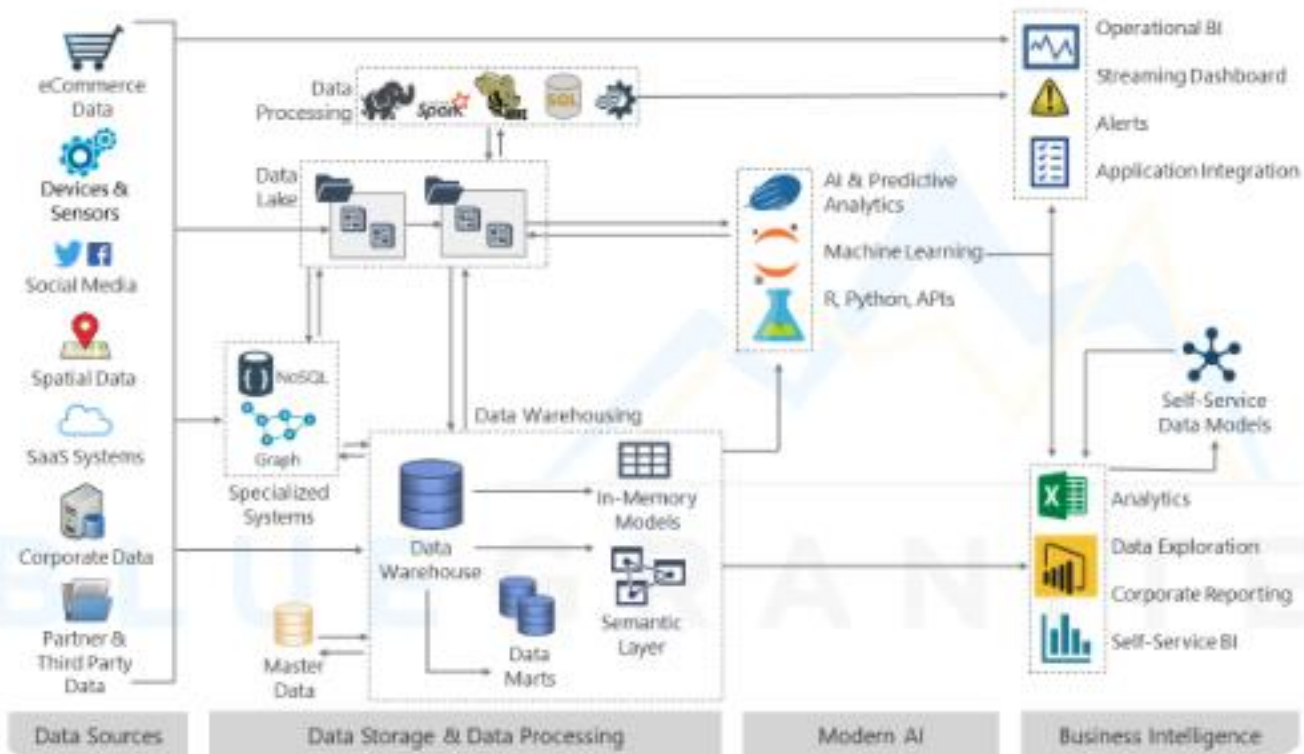 eCommerce
Data
Devices &
Sensors
Social Media
Spatial Data
SaaS Systems
Corporate Data
Partner &
Third Party
Data
Data Sources
Data
Processing
Spark
SQL
Data
Lake
NoSQL
Graph
Specialized
Systems
Data Warehousing
Data
Warehouse
In-Memory
Models
Semantic
Layer
Data
Marts
Master
Data
Data Storage & Data Processing
AI & Predictive
Analytics
Machine Learning
R, Python, APIs
Modern AI
Operational BI
Streaming Dashboard
Alerts
Application Integration
Self-Service
Data Models
Analytics
Data Exploration
Corporate Reporting
Self-Service BI
Business Intelligence
BLUE GRANITE